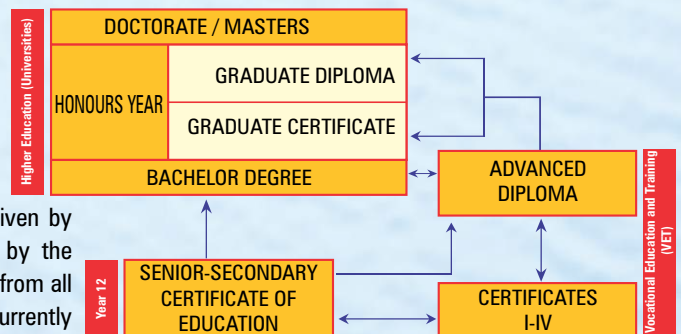 Higher Education (Universities)
DOCTORATE / MASTERS
HONOURS YEAR
GRADUATE DIPLOMA
GRADUATE CERTIFICATE
BACHELOR DEGREE
ADVANCED
DIPLOMA
Vocational Education and Training
(VET)
iven by
by the
from all
urrently
Year 12
SENIOR-SECONDARY
CERTIFICATE OF
EDUCATION
CERTIFICATES
I-IV